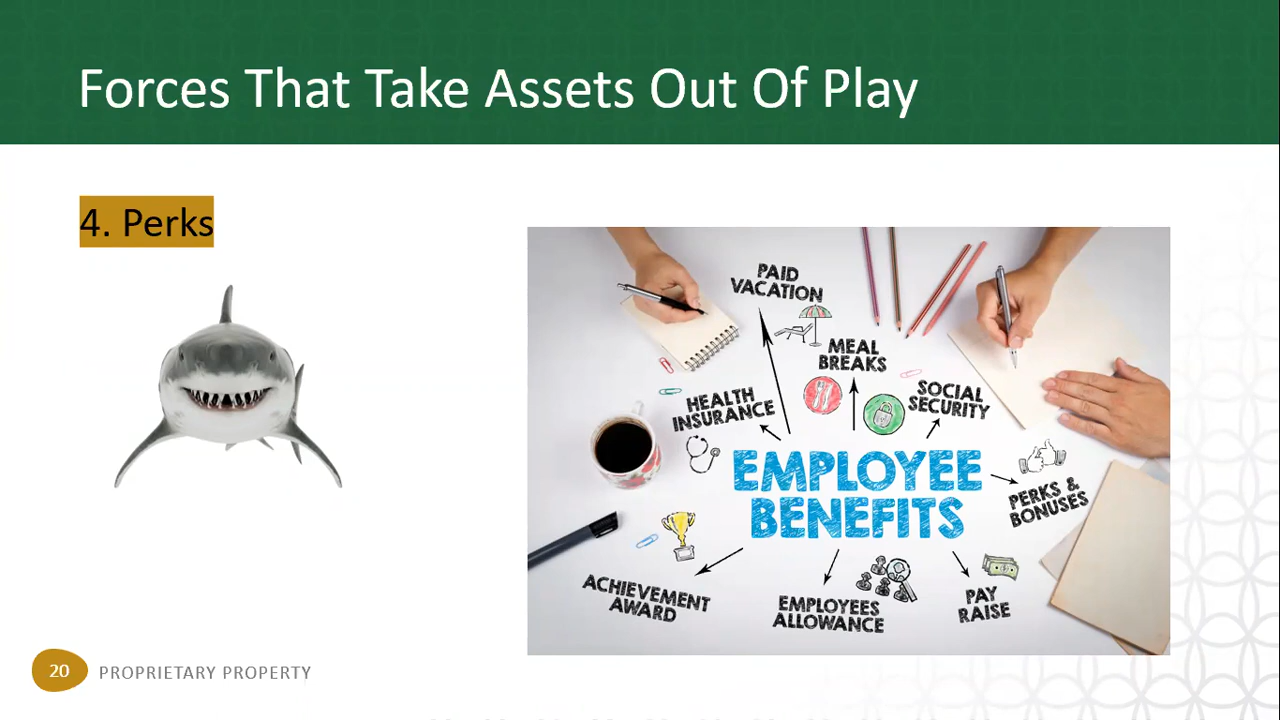 Forces That Take Assets Out Of Play
4. Perks
PAID
VACATION
MEAL
BREAKS
HEALTH
INSURANCE
SOCIAL
SECURITY
EMPLOYEE
BENEFITS
PERKS &
BONUSES
ACHIEVEMENT
AWARD
EMPLOYEES
ALLOWANCE
PAY
RAISE
20
PROPRIETARY PROPERTY